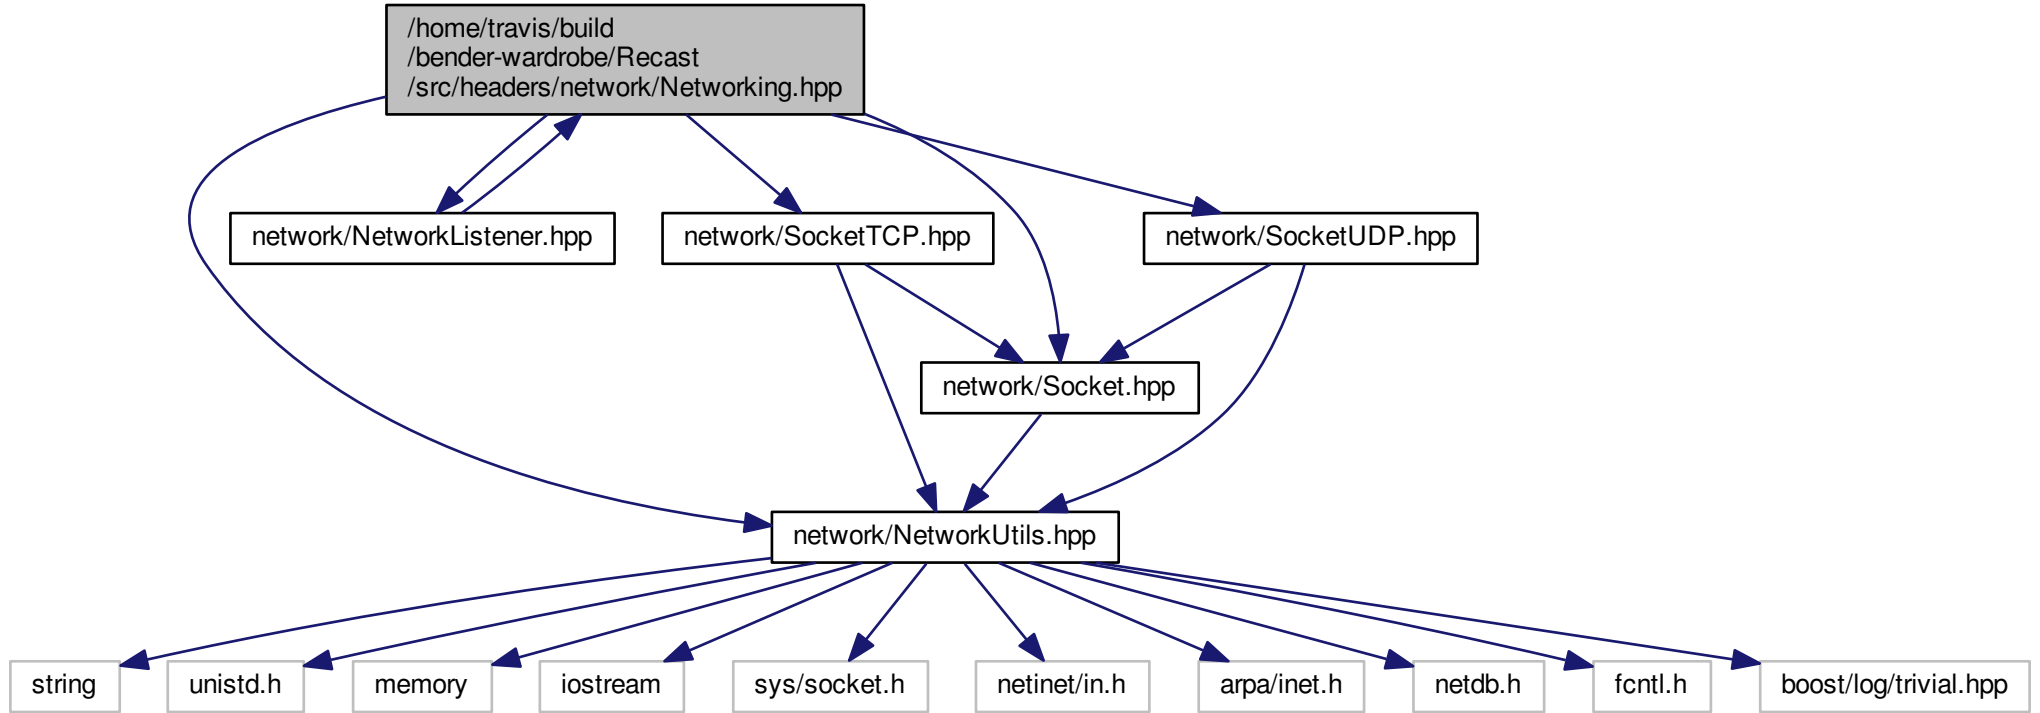 /home/travis/build
/bender-wardrobe/Recast
/src/headers/network/Networking.hpp
network/NetworkListener.hpp
network/SocketTCP.hpp
network/SocketUDP.hpp
network/Socket.hpp
network/NetworkUtils.hpp
string
unistd.h
memory
iostream
sys/socket.h
netinet/in.h
arpa/inet.h
netdb.h
fcntl.h
boost/log/trivial.hpp